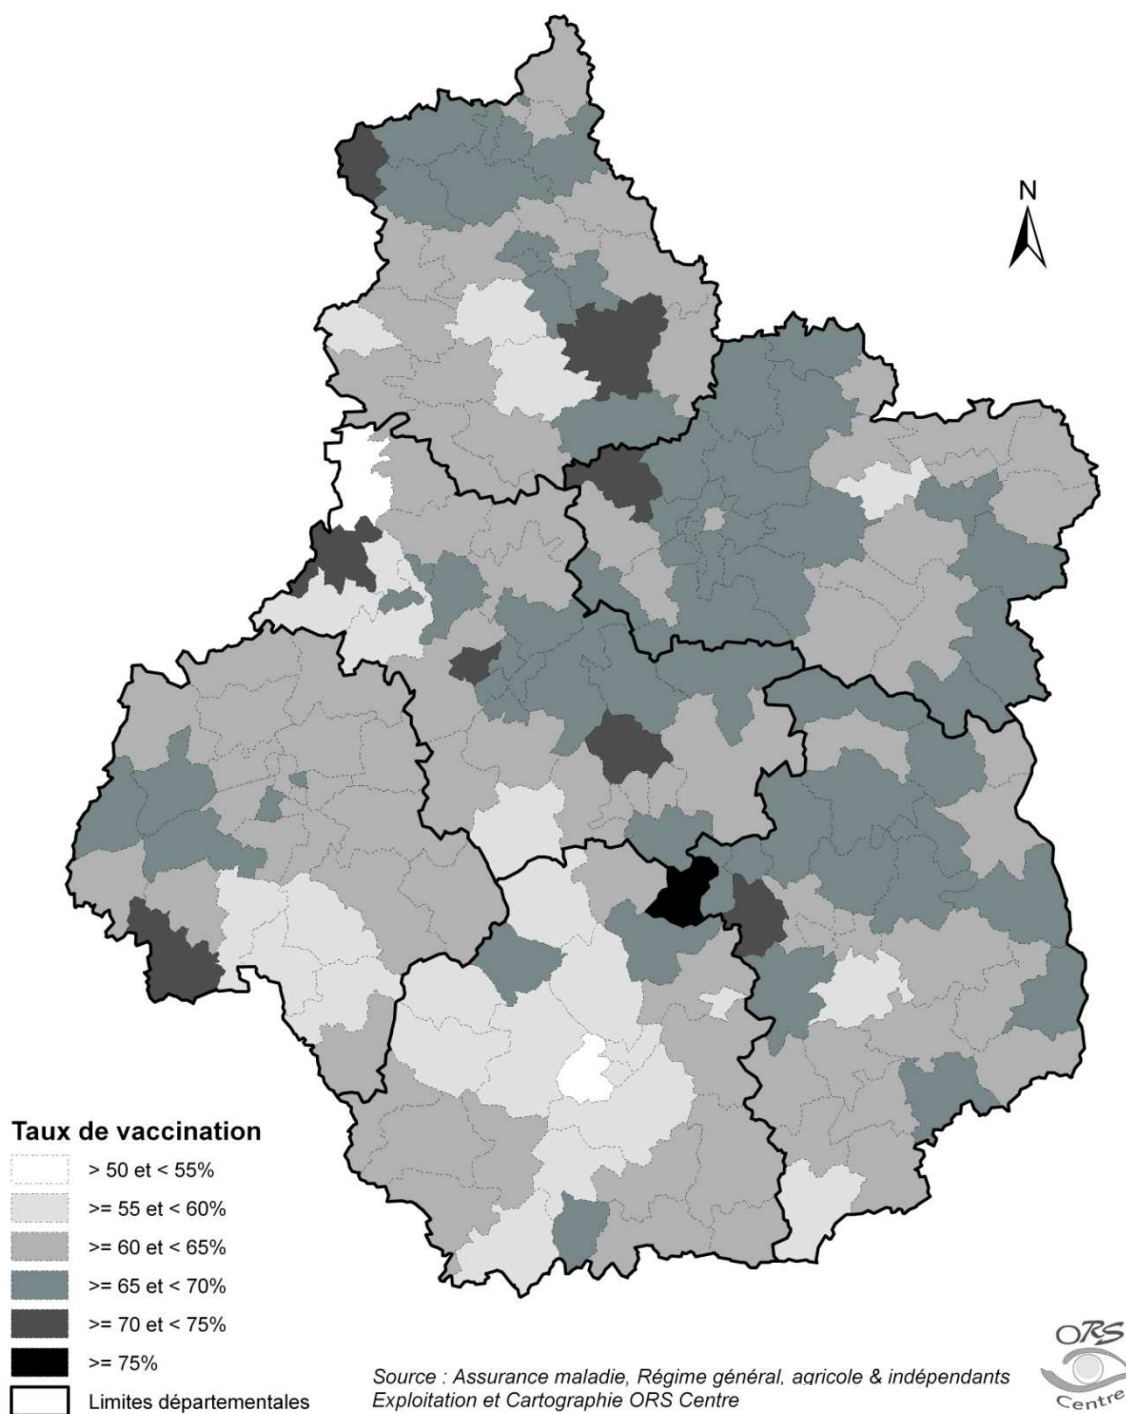 N
Taux de vaccination
> 50 et < 55%
>= 55 et < 60%
>= 60 et < 65%
>= 65 et < 70%
>= 70 et < 75%
>= 75%
Limites départementales
Source : Assurance maladie, Régime général, agricole & indépendants
Exploitation et Cartographie ORS Centre
ORS
Centre